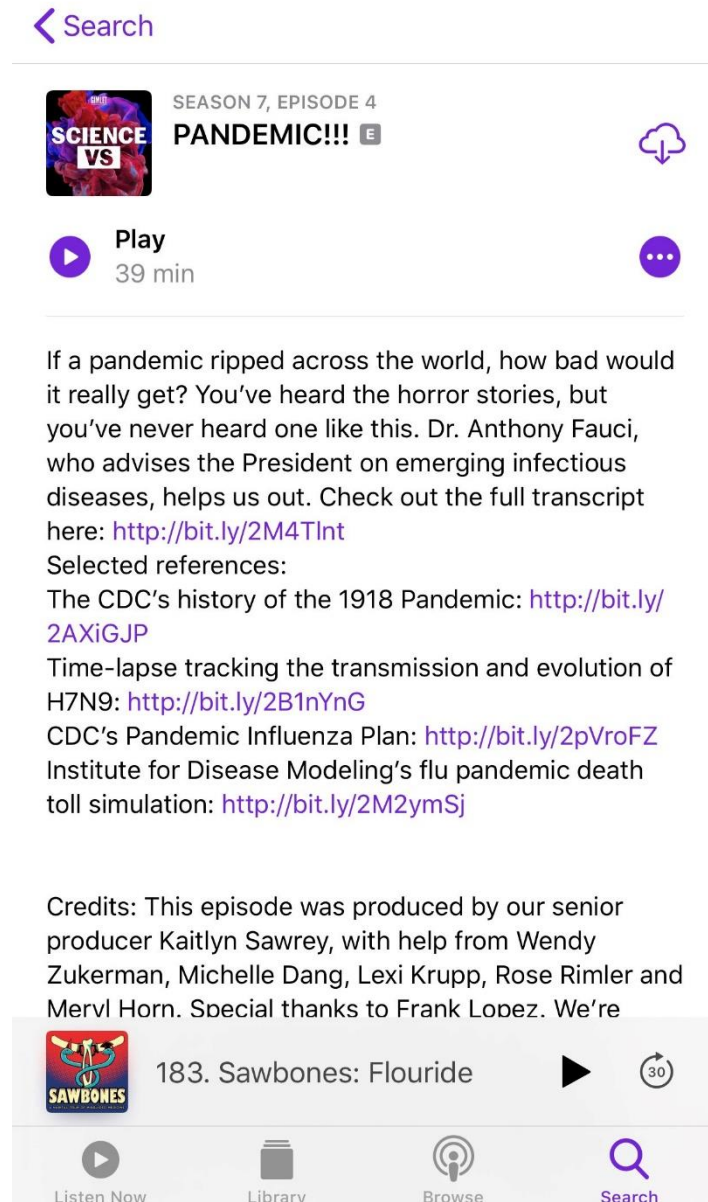 Search
GIMLET
SCIENCE
VS
SEASON 7, EPISODE 4
PANDEMIC!!! E
Play
39 min
If a pandemic ripped across the world, how bad would
it really get? You've heard the horror stories, but
you've never heard one like this. Dr. Anthony Fauci,
who advises the President on emerging infectious
diseases, helps us out. Check out the full transcript
here: http://bit.ly/2M4TInt
Selected references:
The CDC's history of the 1918 Pandemic: http://bit.ly/
2AXiGJP
Time-lapse tracking the transmission and evolution of
H7N9: http://bit.ly/2B1nYnG
CDC's Pandemic Influenza Plan: http://bit.ly/2pVroFZ
Institute for Disease Modeling's flu pandemic death
toll simulation: http://bit.ly/2M2ymSj
Credits: This episode was produced by our senior
producer Kaitlyn Sawrey, with help from Wendy
Zukerman, Michelle Dang, Lexi Krupp, Rose Rimler and
Meryl Horn. Special thanks to Frank Lopez. We're
SAWBONES
183. Sawbones: Flouride
30
Listen Now
Library
Browse
Search